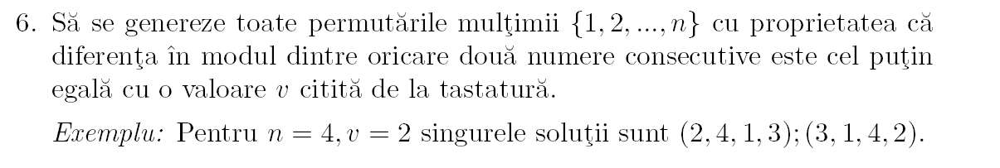 6. Să se genereze toate permutările mulţimii {1, 2, ..., n} cu proprietatea că
diferenţa în modul dintre oricare două numere consecutive este cel puţin
egală cu o valoare v citită de la tastatură.
Exemplu: Pentru n = 4, v = 2 singurele soluţii sunt (2, 4, 1, 3); (3, 1, 4, 2).